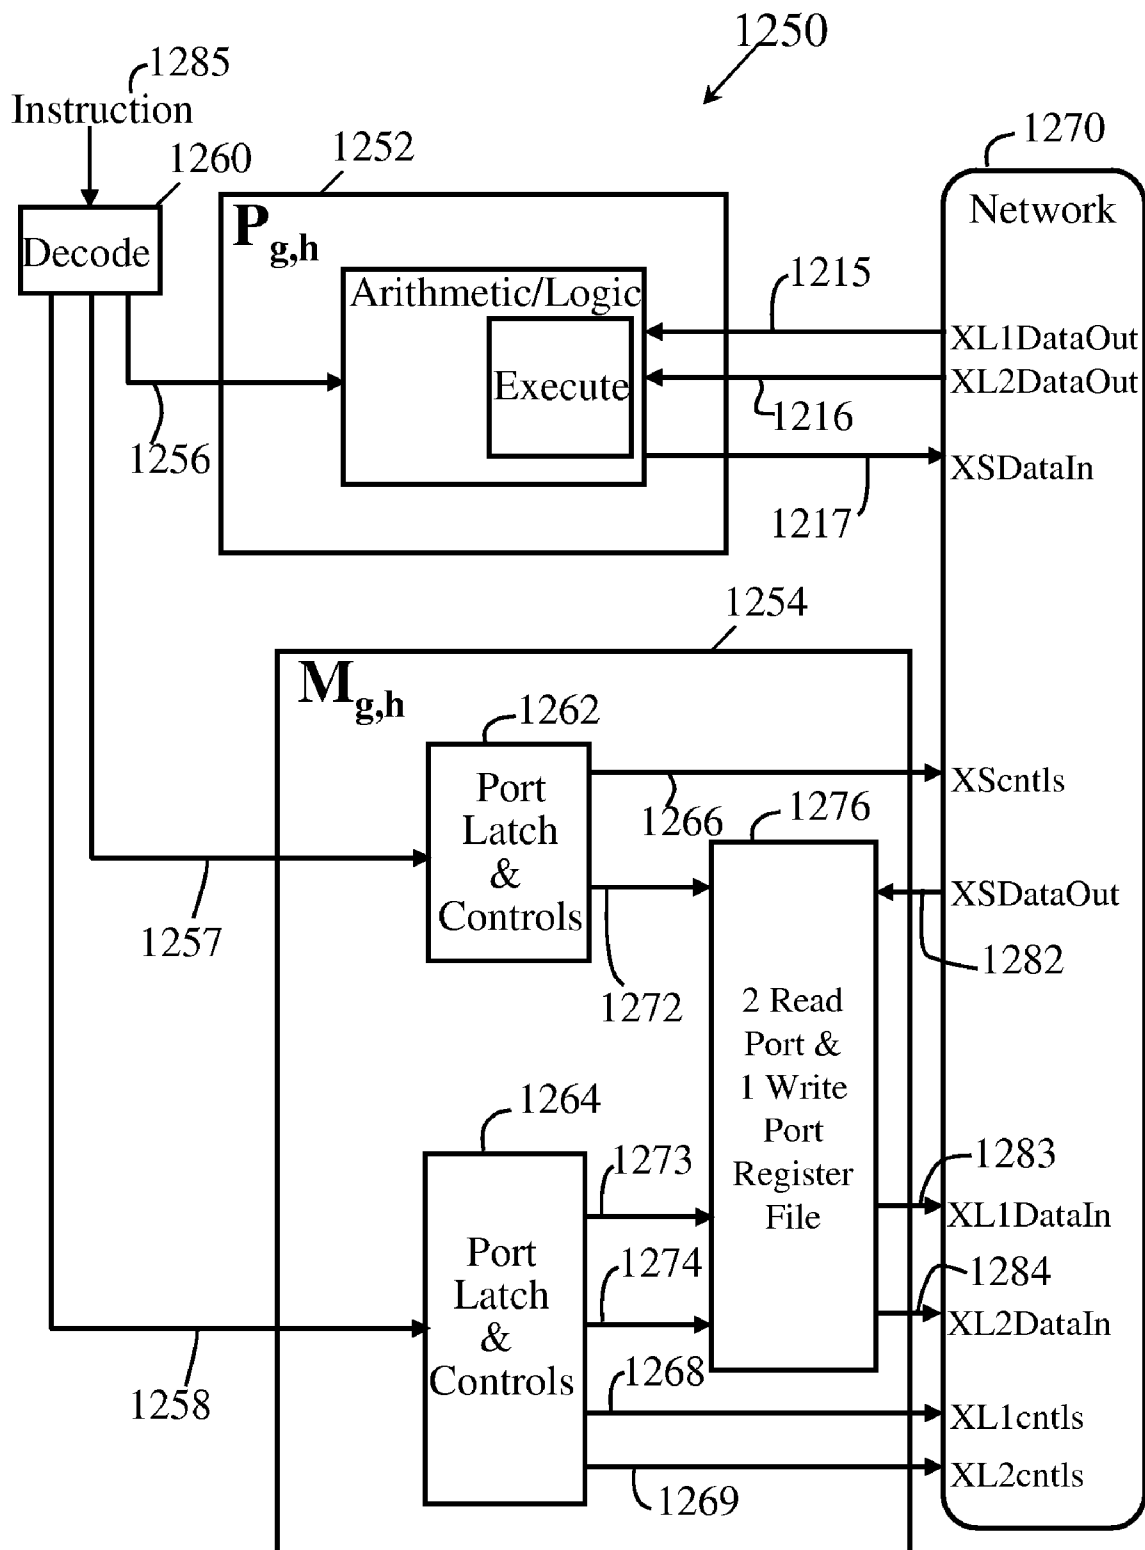 1250
1285
Instruction
1260
1252
1270
Decode
P g,h
Network
Arithmetic/Logic
Execute
1215
XL1DataOut
XL2DataOut
1216
1256
XSDataIn
1217
1254
M g,h
1262
Port
Latch
&
Controls
XScntls
1266
1276
XSDataOut
1257
1282
1272
2 Read
Port &
1 Write
Port
Register
File
1264
1273
1283
XL1DataIn
Port
Latch
&
Controls
1274
1284
XL2DataIn
1258
1268
XL1cntls
XL2cntls
1269